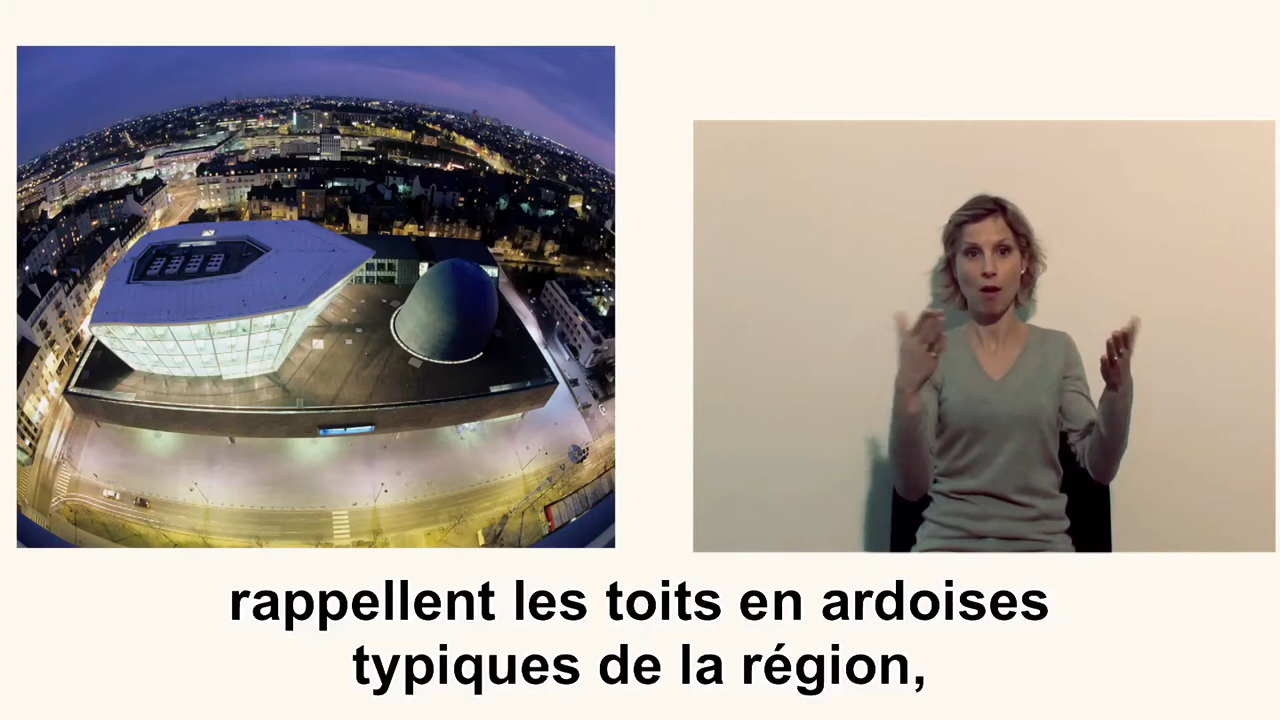 rappellent les toits en ardoises
typiques de la région,